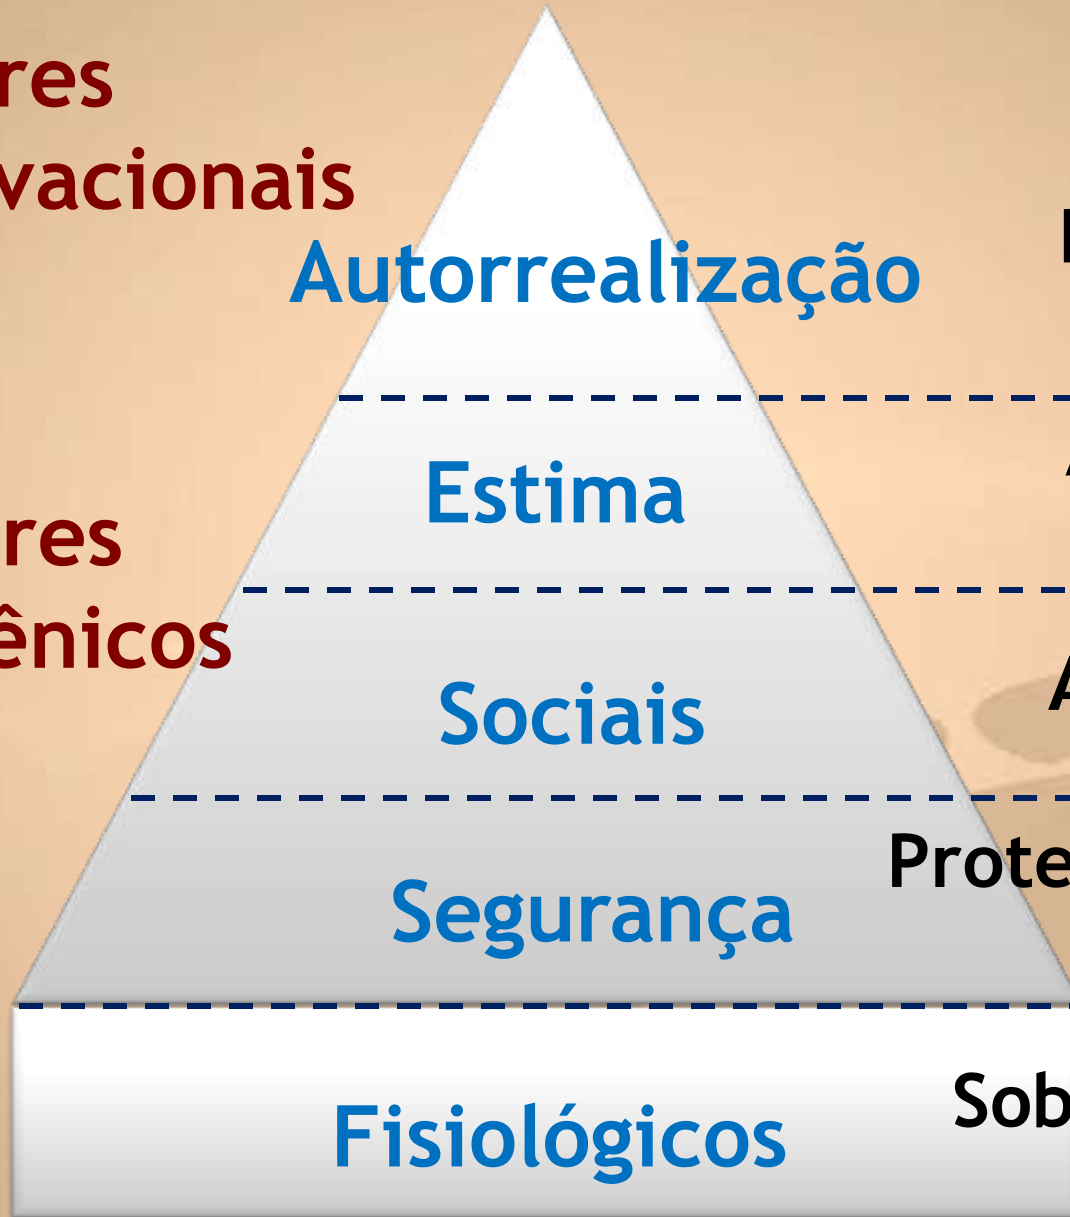 res
vacionais
Autorrealização
Estima
res
ênicos
Sociais
Prote
Segurança
Sob
Fisiológicos